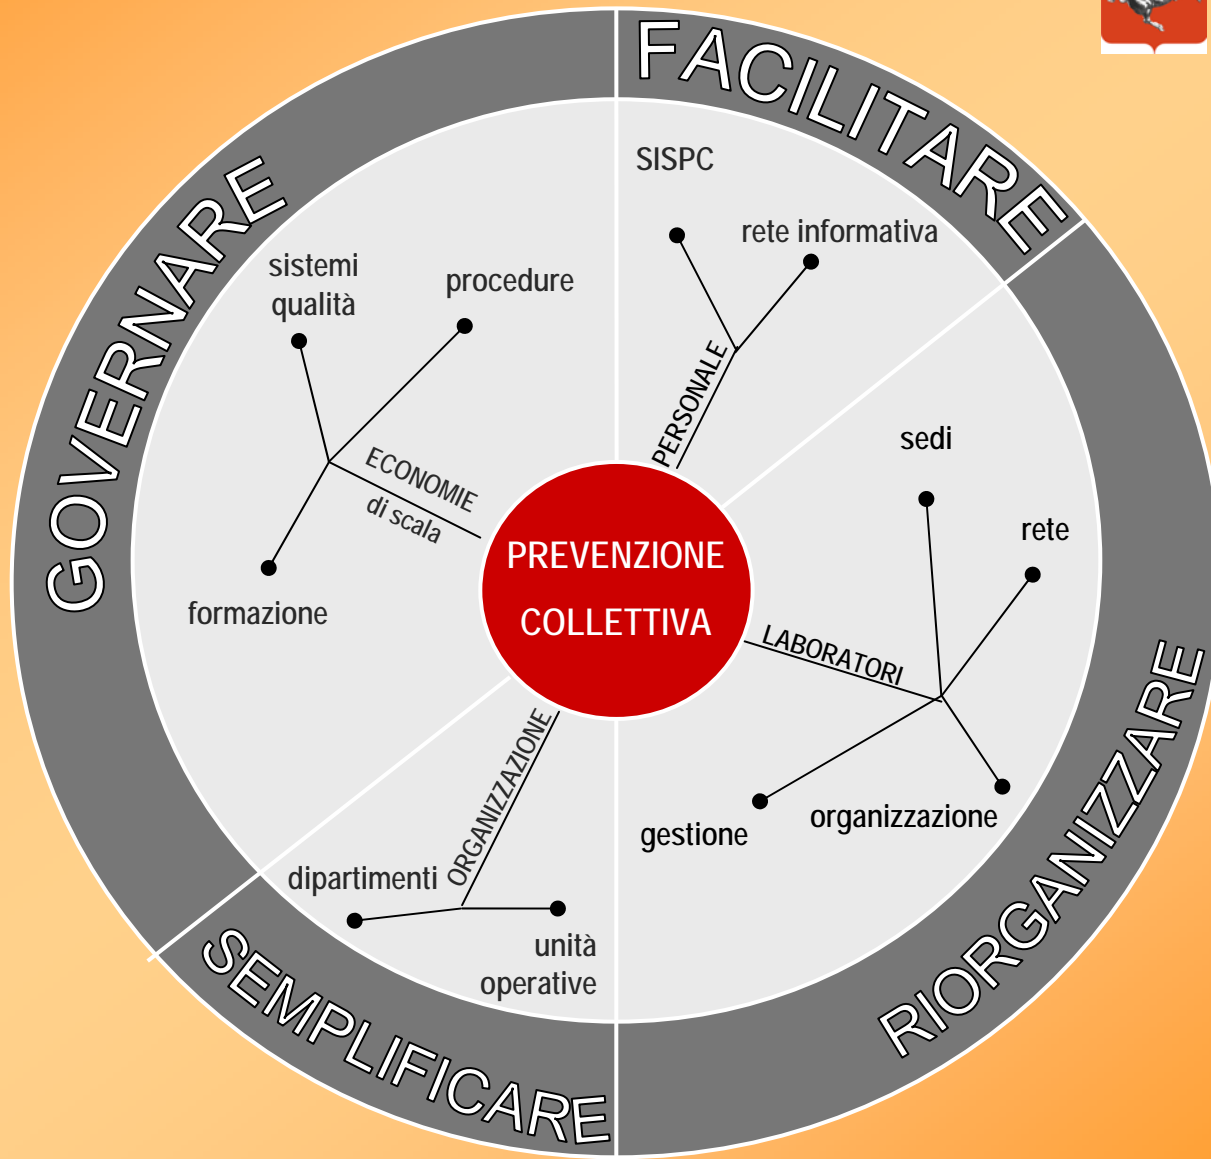 FACILITARE
SISPC
rete informativa
PERSONALE
GOVERNARE
sistemi
qualità
procedure
ECONOMIE
di scala
formazione
PREVENZIONE
COLLETTIVA
sedi
rete
LABORATORI
gestione
organizzazione
RIORGANIZZARE
ORGANIZZAZIONE
dipartimenti
unità
operative
SEMPLIFICARE